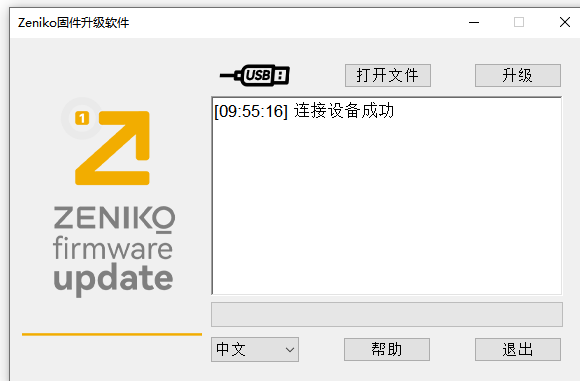 Zeniko固件升级软件
USB
打开文件
升级
[09:55:16] 连接设备成功
1
ZENIKO
firmware
update
中文
帮助
退出